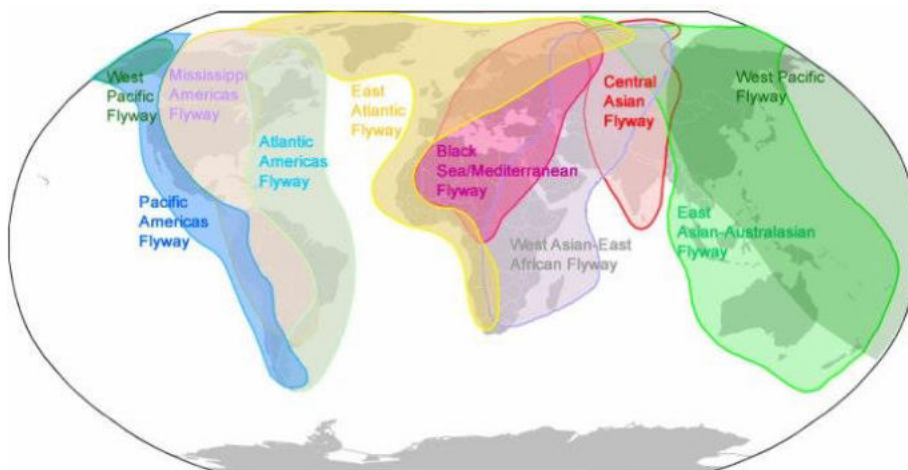 West
Pacific
Flyway
Mississippi
Americas
Flyway
Pacific
Americas
Flyway
Atlantic
Americas
Flyway
East
Atlantic
Flyway
Black
Sea/Mediterranean
Flyway
West Asian-East
African Flyway
Central
Asian
Flyway
East
Asian-Australasian
Flyway
West Pacific
Flyway